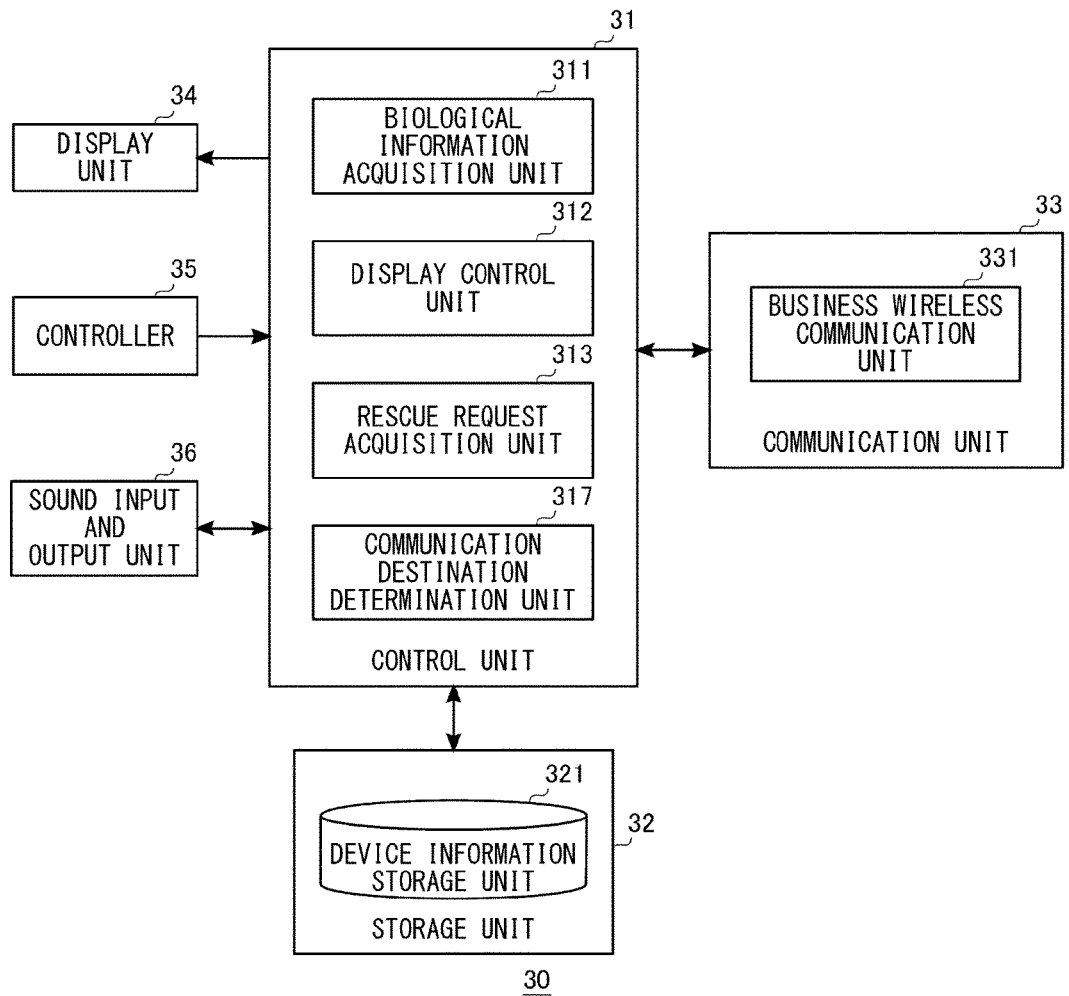 31
311
BIOLOGICAL
INFORMATION
ACQUISITION UNIT
34
DISPLAY
UNIT
312
DISPLAY CONTROL
UNIT
33
331
BUSINESS WIRELESS
COMMUNICATION
UNIT
COMMUNICATION UNIT
35
CONTROLLER
313
RESCUE REQUEST
ACQUISITION UNIT
36
SOUND INPUT
AND
OUTPUT UNIT
317
COMMUNICATION
DESTINATION
DETERMINATION UNIT
CONTROL UNIT
321
32
DEVICE INFORMATION
STORAGE UNIT
STORAGE UNIT
30